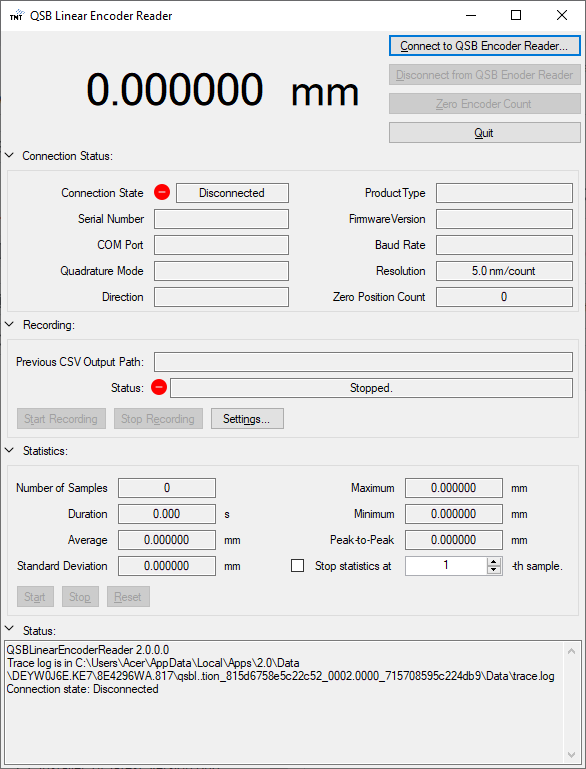 TNT QSB Linear Encoder Reader
0.000000 mm
Connect to QSB Encoder Reader...
Disconnect from QSB Enoder Reader
Zero Encoder Count
Quit
Connection Status:
Connection State Disconnected ProductType
Serial Number FirmwareVersion
COM Port Baud Rate
Quadrature Mode Resolution 5.0 nm/count
Direction Zero Position Count 0
Recording:
Previous CSV Output Path:
Status: Stopped.
Start Recording Stop Recording Settings...
Statistics:
Number of Samples 0 Maximum 0.000000 mm
Duration 0.000 s Minimum 0.000000 mm
Average 0.000000 mm Peak-to-Peak 0.000000 mm
Standard Deviation 0.000000 mm Stop statistics at 1 -th sample.
Start Stop Reset
Status:
QSBLinearEncoderReader 2.0.0.0
Trace log is in C:\Users\Acer\AppData\Local\Apps\2.0\Data
\DEYW0J6E.KE7\8E4296WA.817\qsbl..tion_815d6758e5c22c52_0002.0000_715708595c224db9\Data\trace.log
Connection state: Disconnected